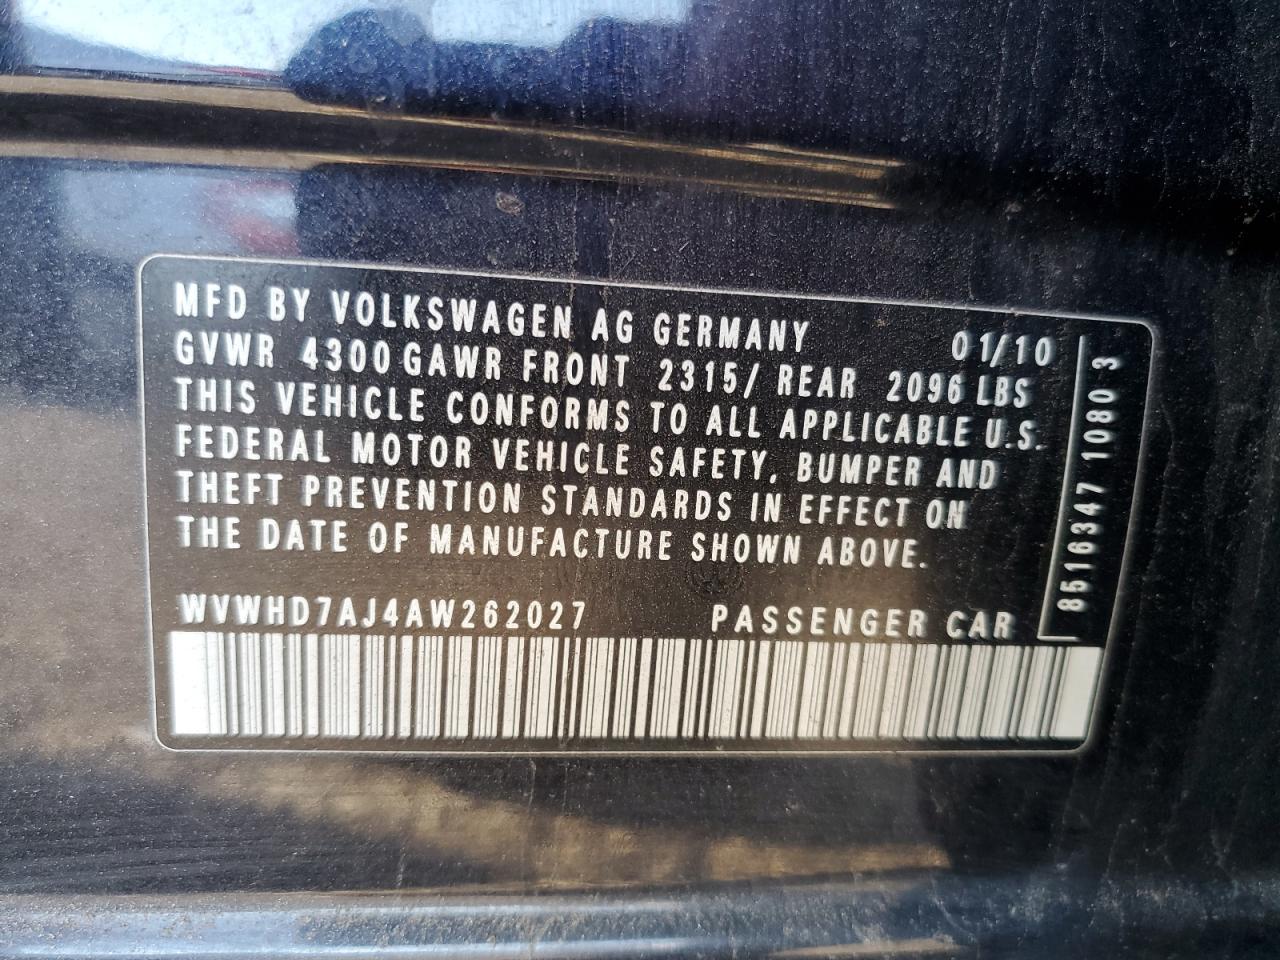 MFD BY VOLKSWAGEN AG GERMANY 01/10
GVWR 4300 GAWR FRONT 2315/ REAR 2096 LBS
THIS VEHICLE CONFORMS TO ALL APPLICABLE U.S.
FEDERAL MOTOR VEHICLE SAFETY, BUMPER AND
THEFT PREVENTION STANDARDS IN EFFECT ON
THE DATE OF MANUFACTURE SHOWN ABOVE.
WVWHD7AJ4AW262027 PASSENGER CAR
8516347 1080 3